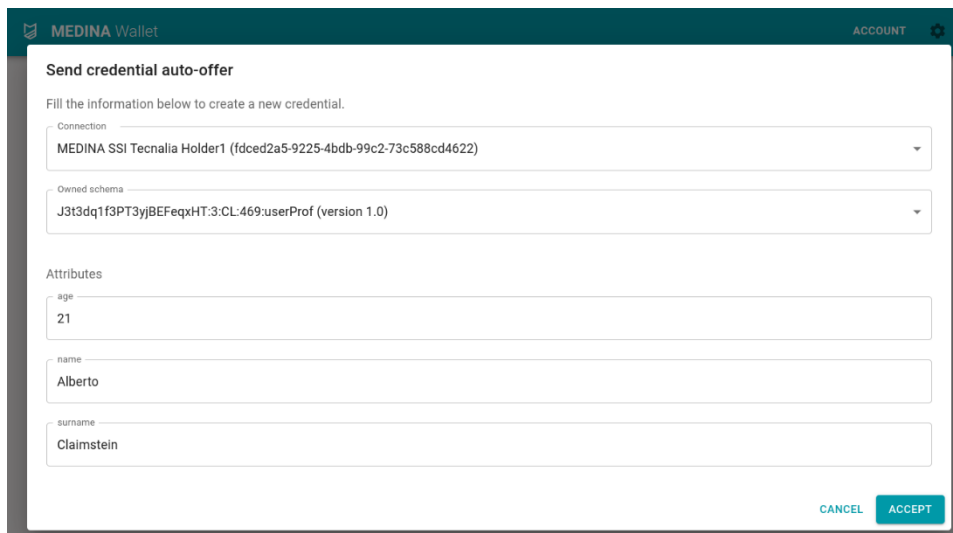 MEDINA Wallet ACCOUNT
Send credential auto-offer
Fill the information below to create a new credential.
Connection
MEDINA SSI Tecnalia Holder1 (fdced2a5-9225-4bdb-99c2-73c588cd4622)
Owned schema
J3t3dq1f3PT3yjBEFeqxHT:3:CL:469:userProf (version 1.0)
Attributes
age
21
name
Alberto
surname
Claimstein
CANCEL ACCEPT